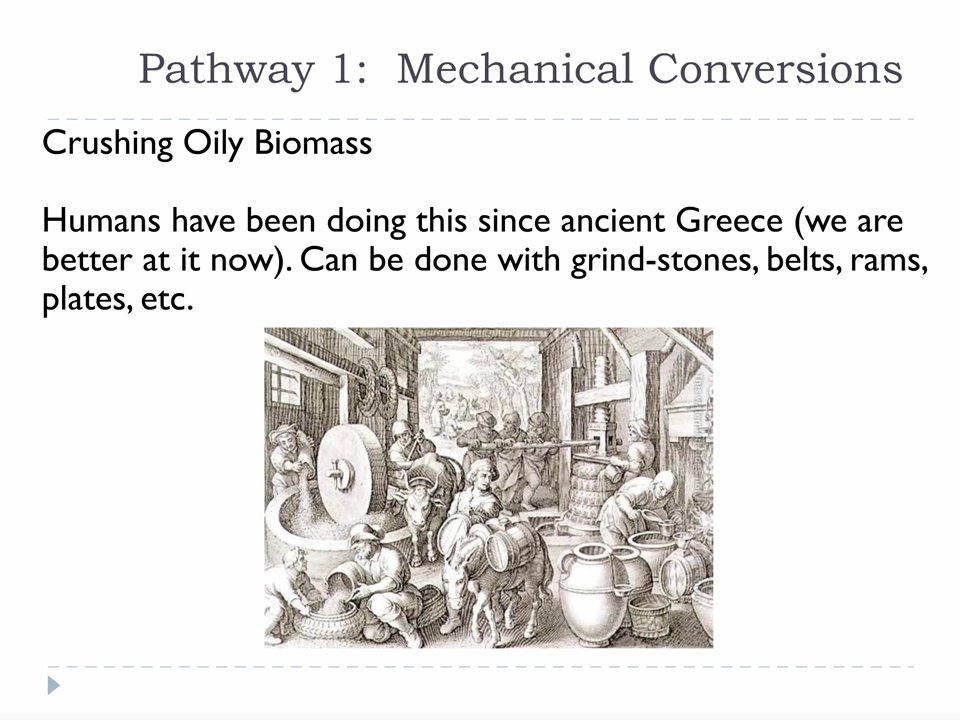 Pathway 1:  Mechanical Conversions
Crushing Oily Biomass
Humans have been doing this since ancient Greece (we are
better at it now). Can be done with grind-stones, belts, rams,
plates, etc.